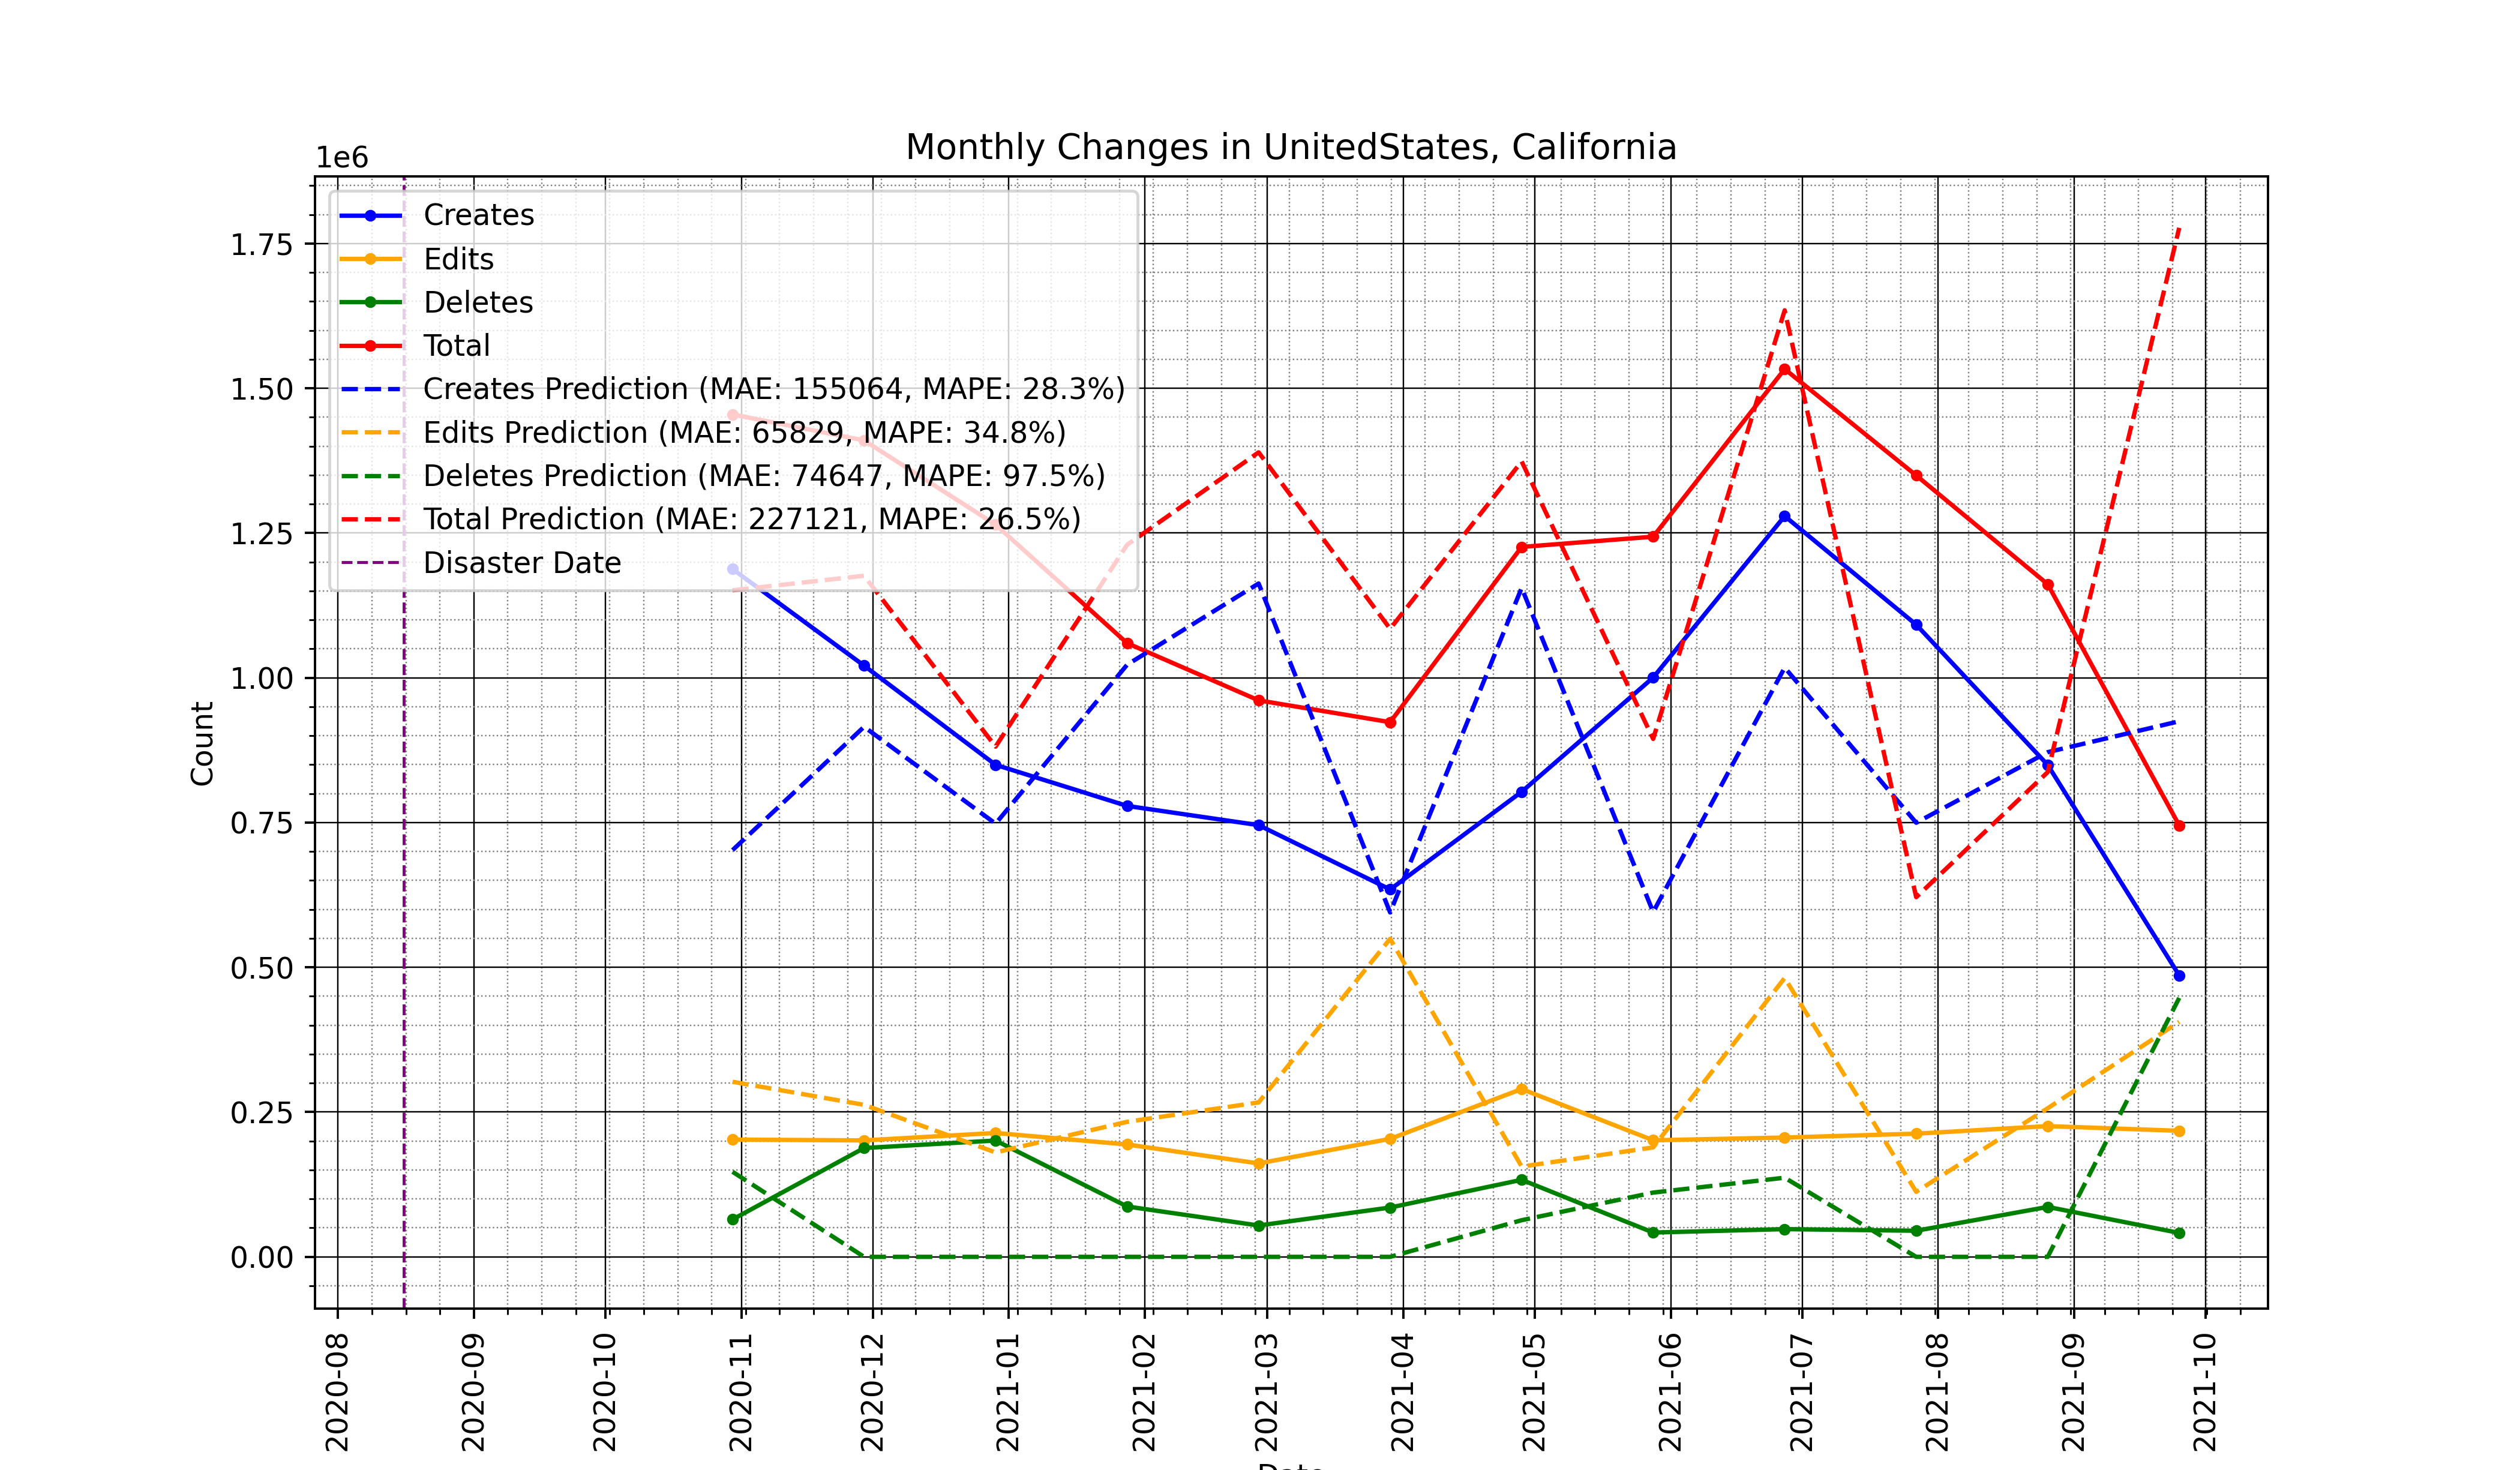 Monthly Changes in UnitedStates, California
1e6
Creates
Edits
Deletes
Total
Creates Prediction (MAE: 155064, MAPE: 28.3%)
Edits Prediction (MAE: 65829, MAPE: 34.8%)
Deletes Prediction (MAE: 74647, MAPE: 97.5%)
Total Prediction (MAE: 227121, MAPE: 26.5%)
Disaster Date
1.75
1.50
1.25
1.00
0.75
0.50
0.25
0.00
Count
2020-08
2020-09
2020-10
2020-11
2020-12
2021-01
2021-02
2021-03
2021-04
2021-05
2021-06
2021-07
2021-08
2021-09
2021-10
Date